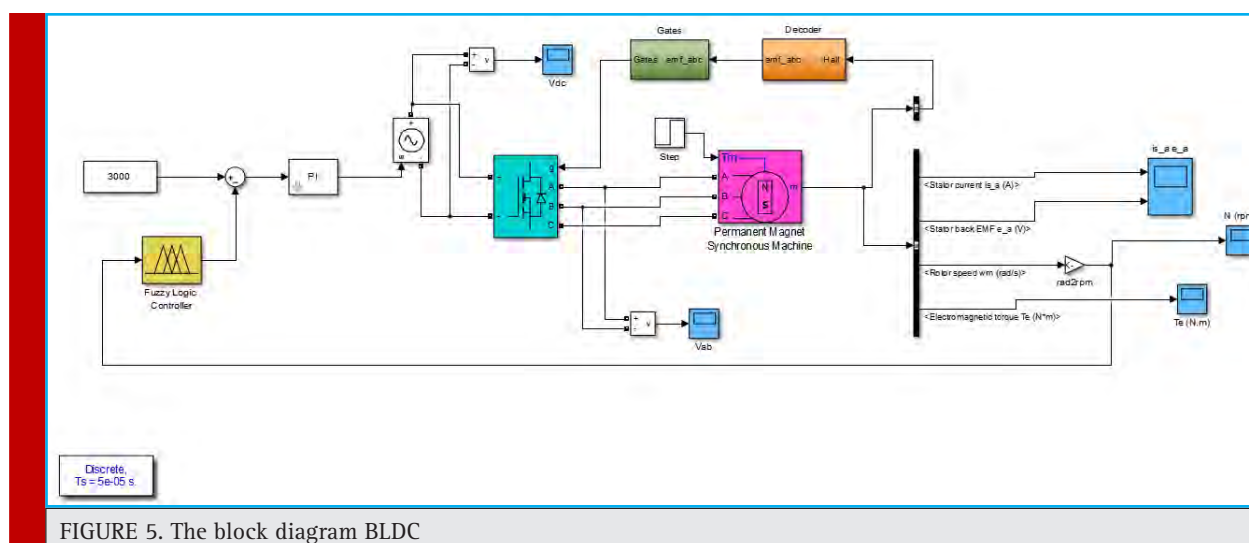 Gates
Decoder
Gates emf_abc
emf_abc Hall
+
-
v
Vdc
Step
3000
PI
s
+
-
g
A
B
C
Tm
A
B
C
N
S
m
Permanent Magnet
Synchronous Machine
Fuzzy Logic
Controller
+
-
v
Vab
is_a e_a
<Stator current is_a (A)>
<Stator back EMF e_a (V)>
N (rpm
<Rotor speed wm (rad/s)>
rad2rpm
<Electromagnetic torque Te (N*m)>
Te (N.m)
Discrete,
Ts = 5e-05 s.
FIGURE 5. The block diagram BLDC